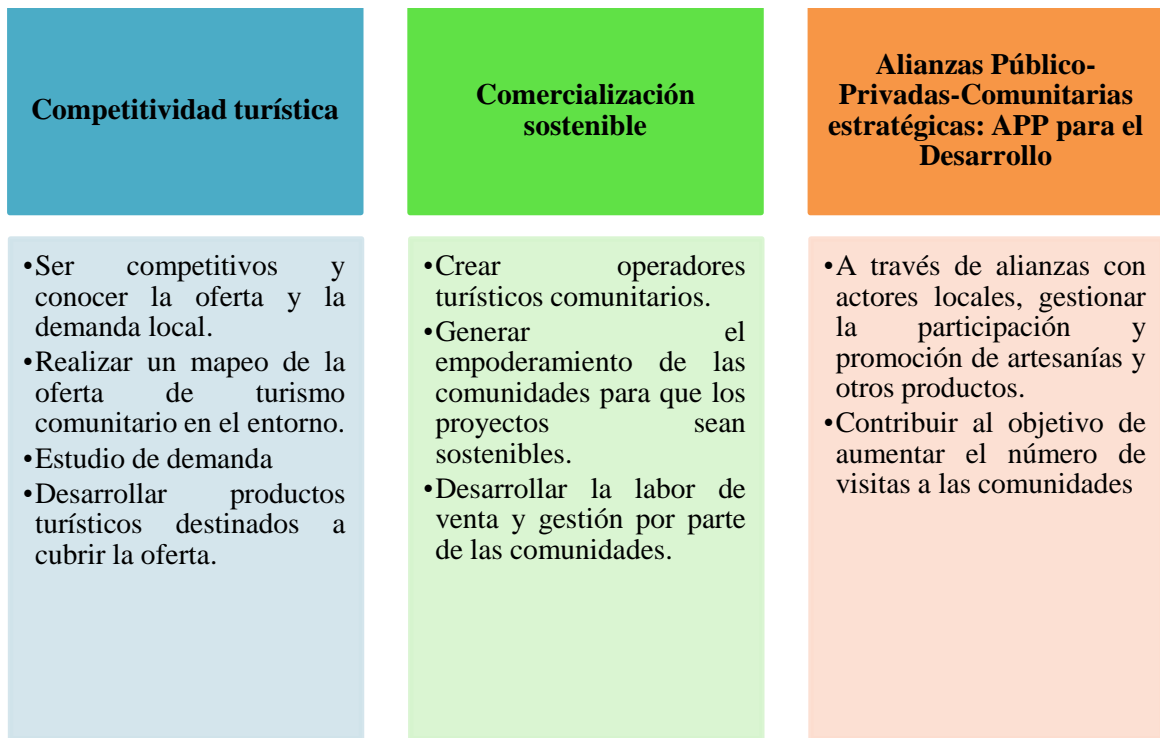 Competitividad turística
•Ser competitivos y
conocer la oferta y la
demanda local.
•Realizar un mapeo de la
oferta de turismo
comunitario en el entorno.
•Estudio de demanda
•Desarrollar productos
turísticos destinados a
cubrir la oferta.
Comercialización
sostenible
•Crear operadores
turísticos comunitarios.
•Generar el
empoderamiento de las
comunidades para que los
proyectos sean
sostenibles.
•Desarrollar la labor de
venta y gestión por parte
de las comunidades.
Alianzas Público-
Privadas-Comunitarias
estratégicas: APP para el
Desarrollo
•A través de alianzas con
actores locales, gestionar
la participación y
promoción de artesanías y
otros productos.
•Contribuir al objetivo de
aumentar el número de
visitas a las comunidades